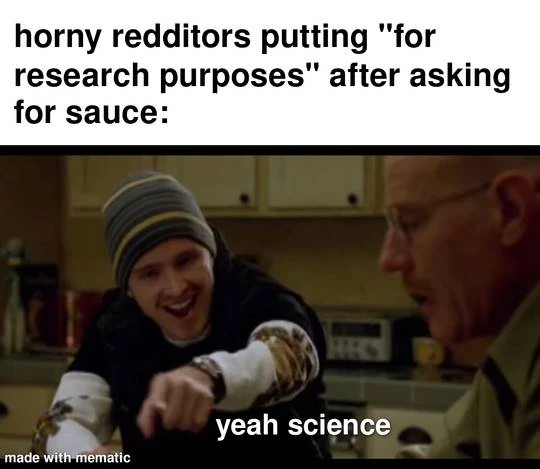 horny redditors putting "for
research purposes" after asking
for sauce:
yeah science
made with mematic